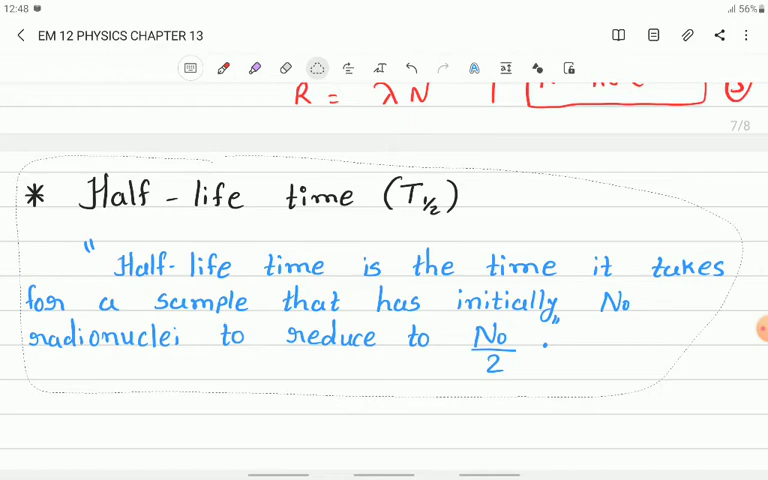 12:48 56%
EM 12 PHYSICS CHAPTER 13
R = λN
7/8
* Half-life time (T½)
" Half-life time is the time it takes
for a sample that has initially No
radionuclei to reduce to No/2 ."